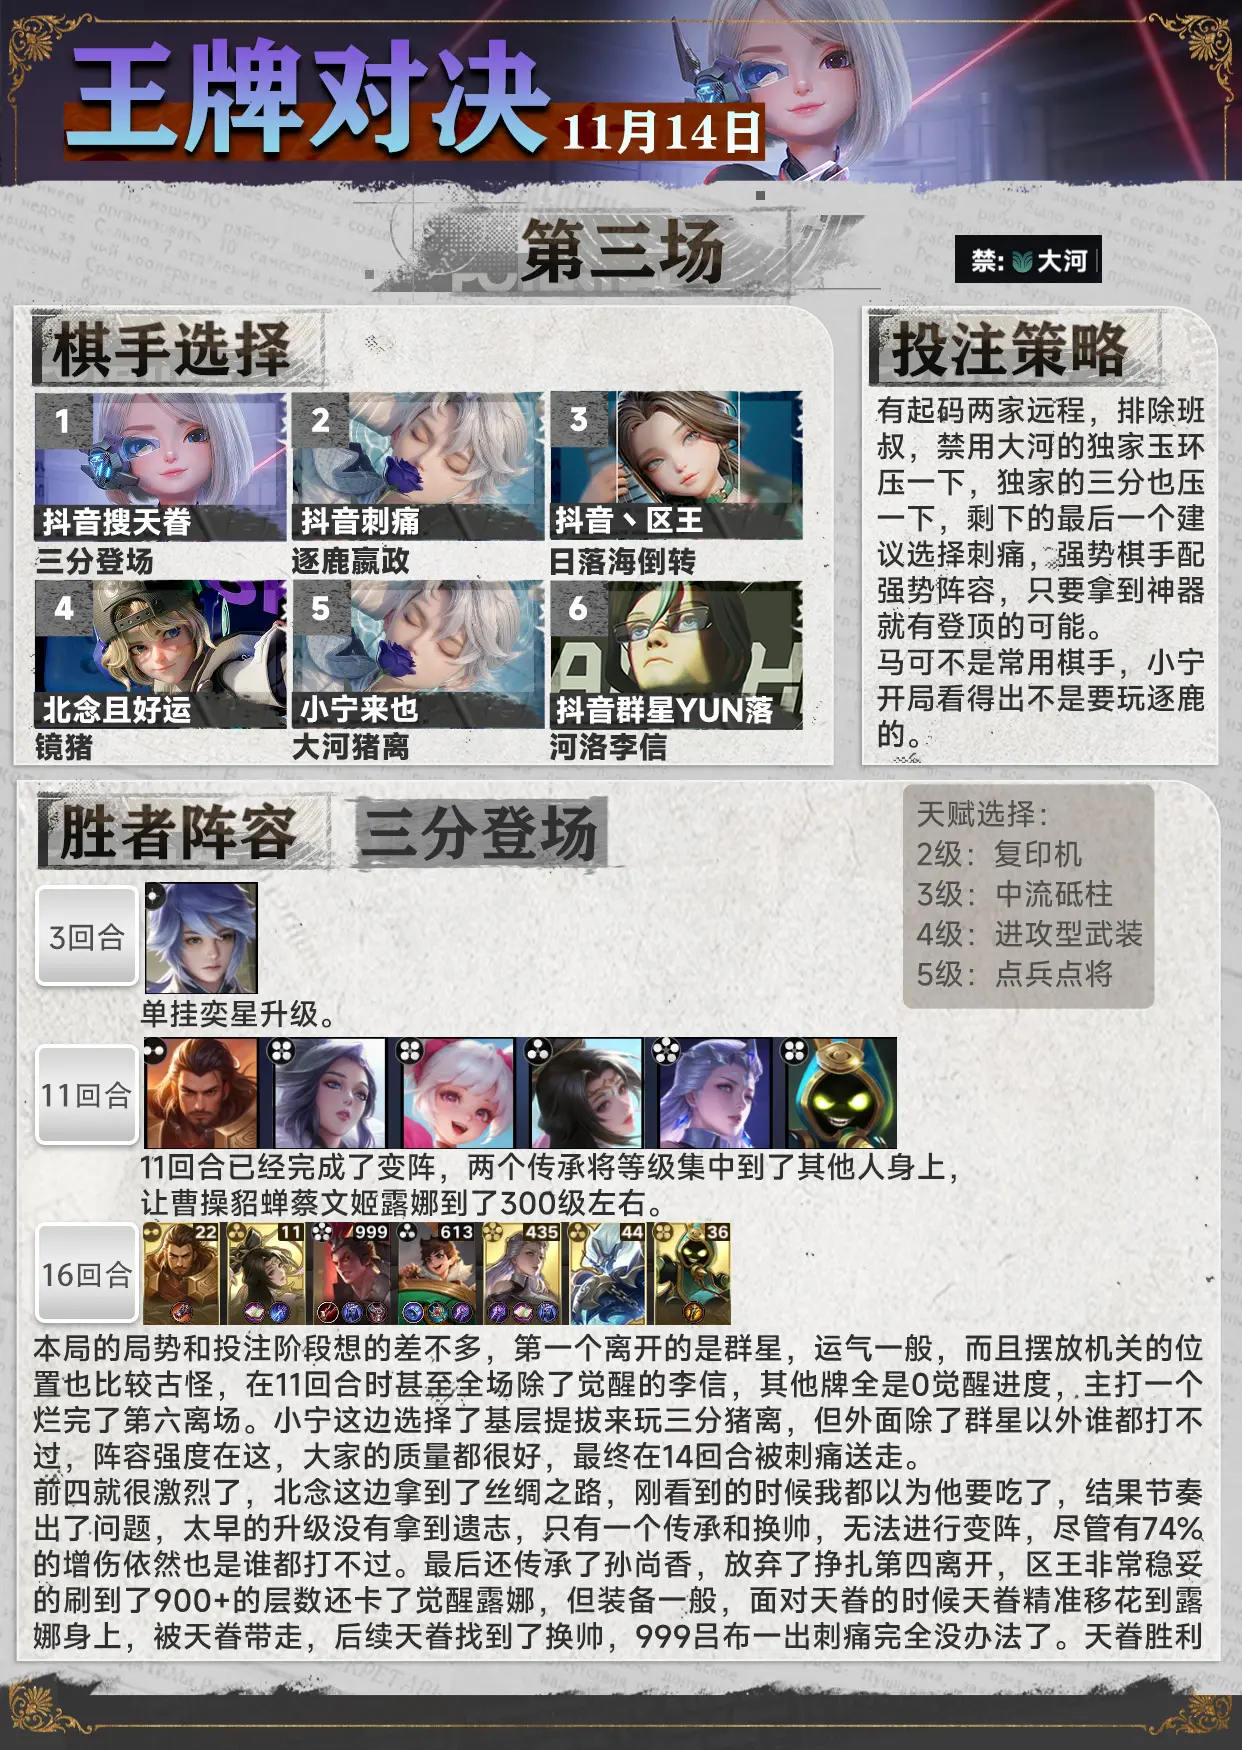 王牌对决
11月14日
第三场
禁:大河
棋手选择
1
2
3
抖音搜天眷
抖音刺痛
抖音丶区王
三分登场
逐鹿嬴政
日落海倒转
4
5
6
北念且好运
小宁来也
抖音群星YUN落
镜猪
大河猪离
河洛李信
投注策略
有起码两家远程，排除班
叔，禁用大河的独家玉环
压一下，独家的三分也压
一下，剩下的最后一个建
议选择刺痛，强势棋手配
强势阵容，只要拿到神器
就有登顶的可能。
马可不是常用棋手，小宁
开局看得出不是要玩逐鹿
的。
胜者阵容
三分登场
天赋选择：
2级：复印机
3级：中流砥柱
4级：进攻型武装
5级：点兵点将
3回合
单挂奕星升级。
11回合
11回合已经完成了变阵，两个传承将等级集中到了其他人身上，
让曹操貂蝉蔡文姬露娜到了300级左右。
16回合
22 11 999 613 435 44 36
本局的局势和投注阶段想的差不多，第一个离开的是群星，运气一般，而且摆放机关的位
置也比较古怪，在11回合时甚至全场除了觉醒的李信，其他牌全是0觉醒进度，主打一个
烂完了第六离场。小宁这边选择了基层提拔来玩三分猪离，但外面除了群星以外谁都打不
过，阵容强度在这，大家的质量都很好，最终在14回合被刺痛送走。
前四就很激烈了，北念这边拿到了丝绸之路，刚看到的时候我都以为他要吃了，结果节奏
出了问题，太早的升级没有拿到遗志，只有一个传承和换帅，无法进行变阵，尽管有74%
的增伤依然也是谁都打不过。最后还传承了孙尚香，放弃了挣扎第四离开，区王非常稳妥
的刷到了900+的层数还卡了觉醒露娜，但装备一般，面对天眷的时候天眷精准移花到露
娜身上，被天眷带走，后续天眷找到了换帅，999吕布一出刺痛完全没办法了。天眷胜利